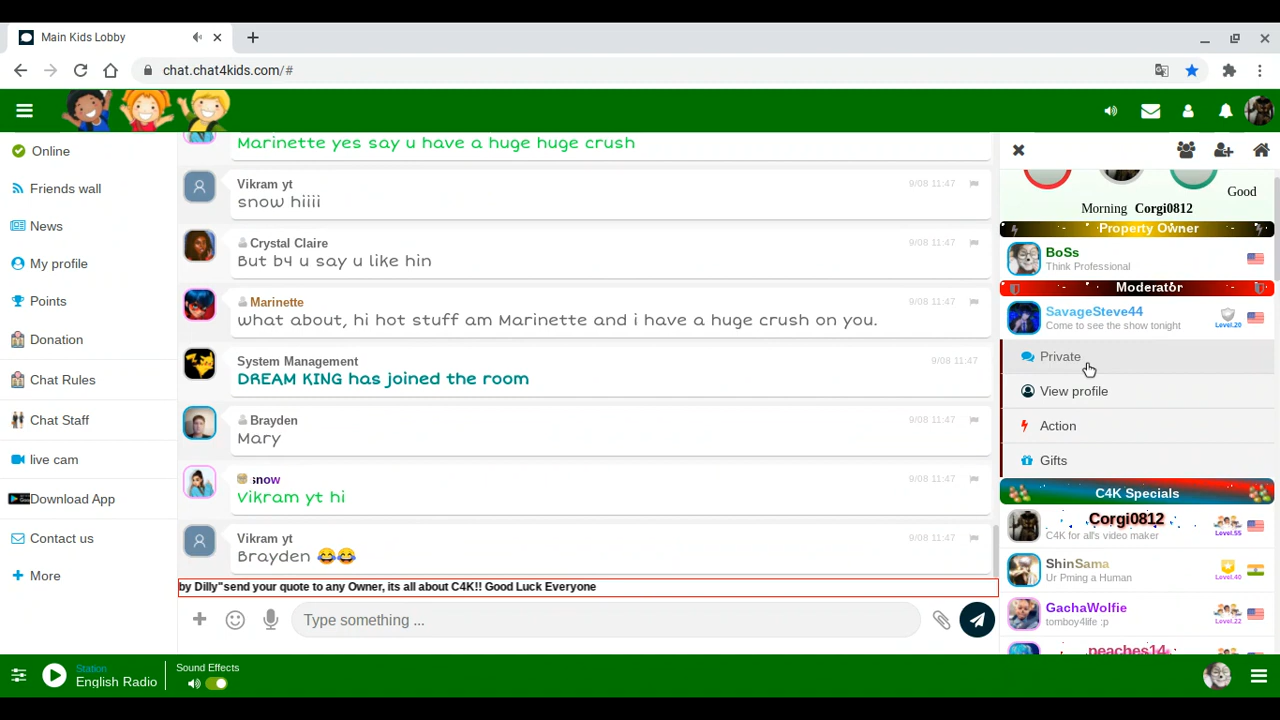 Main Kids Lobby
chat.chat4kids.com/#
Online
Friends wall
News
My profile
Points
Donation
Chat Rules
Chat Staff
live cam
Download App
Contact us
More
Marinette yes say u have a huge huge crush
Vikram yt 9/08 11:47
snow hiiii
Crystal Claire 9/08 11:47
But b4 u say u like hin
Marinette 9/08 11:47
what about, hi hot stuff am Marinette and i have a huge crush on you.
System Management 9/08 11:47
DREAM KING has joined the room
Brayden 9/08 11:47
Mary
snow 9/08 11:47
Vikram yt hi
Vikram yt 9/08 11:47
Brayden 😂😂
by Dilly"send your quote to any Owner, its all about C4K!! Good Luck Everyone
Type something ...
Good
Morning Corgi0812
Property Owner
BoSs
Think Professional
Moderator
SavageSteve44
Come to see the show tonight
Level.20
Private
View profile
Action
Gifts
C4K Specials
Corgi0812
C4K for all's video maker
Level.55
ShinSama
Ur Pming a Human
Level.40
GachaWolfie
tomboy4life :p
Level.22
peaches14
Station
English Radio
Sound Effects